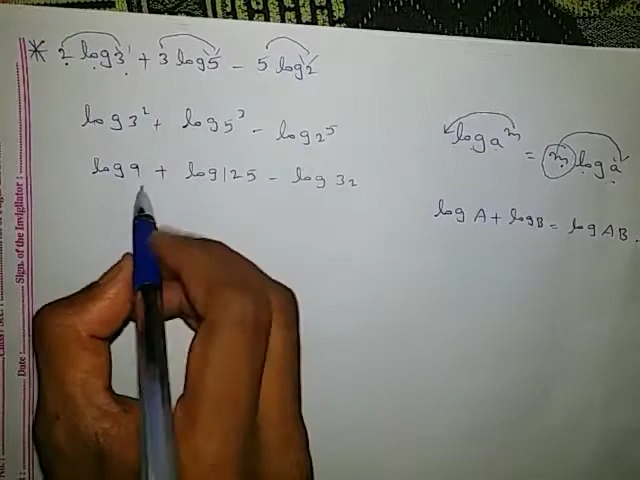 * 2 log 3 + 3 log 5 - 5 log 2
log 3² + log 5³ - log 2⁵
log 9 + log 125 - log 32
log aᵐ = m log a
log A + log B = log AB.
Sign. of the Invigilator :
Date :